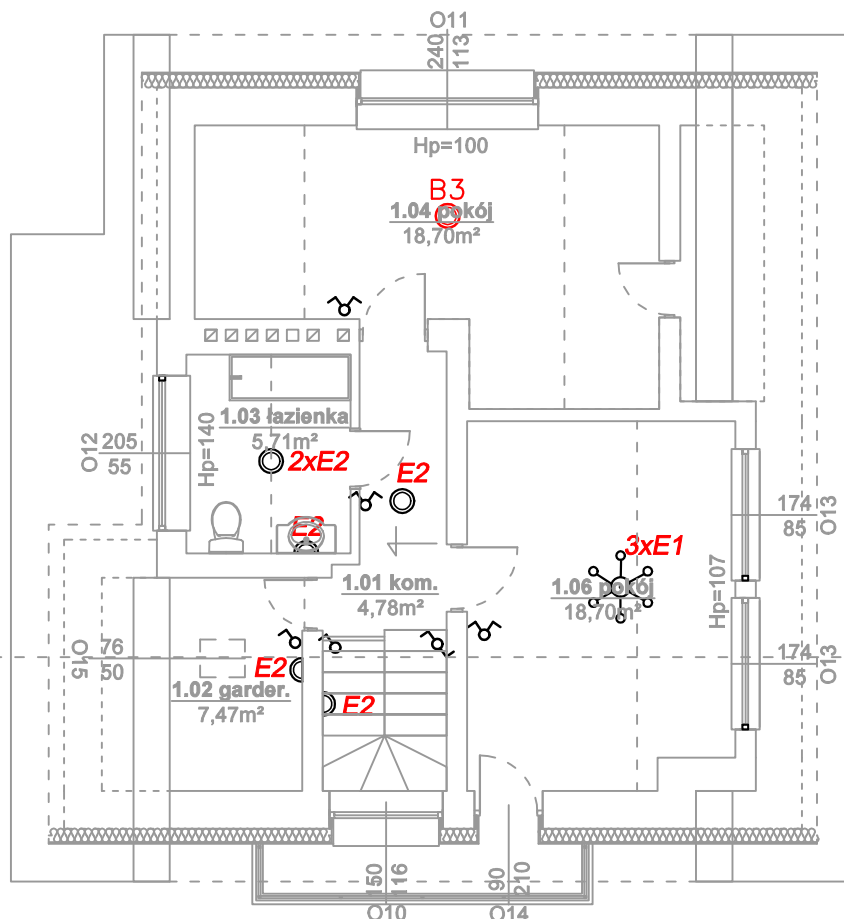 O11
240
113
Hp=100
B3
1.04 pokój
18,70m²
1.03 łazienka
5,71m²
Hp=140
O12
205
55
2xE2
E2
E2
174
85
O13
3xE1
1.01 kom.
4,78m²
1.06 pokój
18,70m²
Hp=107
O15
76
50
E2
1.02 garder.
7,47m²
E2
174
85
O13
150
116
O10
90
210
O14